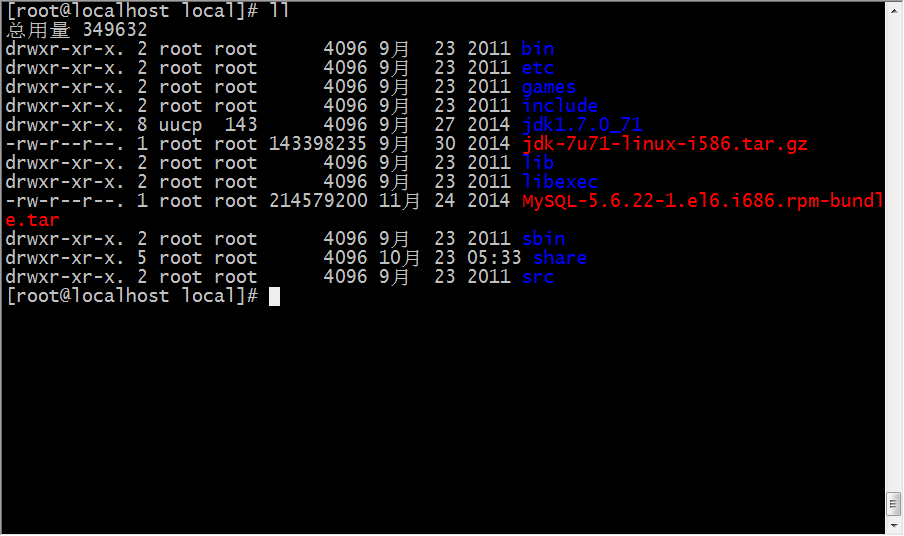 [root@localhost local]# ll
总用量 349632
drwxr-xr-x. 2 root root      4096 9月  23 2011 bin
drwxr-xr-x. 2 root root      4096 9月  23 2011 etc
drwxr-xr-x. 2 root root      4096 9月  23 2011 games
drwxr-xr-x. 2 root root      4096 9月  23 2011 include
drwxr-xr-x. 8 uucp  143      4096 9月  27 2014 jdk1.7.0_71
-rw-r--r--. 1 root root 143398235 9月  30 2014 jdk-7u71-linux-i586.tar.gz
drwxr-xr-x. 2 root root      4096 9月  23 2011 lib
drwxr-xr-x. 2 root root      4096 9月  23 2011 libexec
-rw-r--r--. 1 root root 214579200 11月 24 2014 MySQL-5.6.22-1.el6.i686.rpm-bundl
e.tar
drwxr-xr-x. 2 root root      4096 9月  23 2011 sbin
drwxr-xr-x. 5 root root      4096 10月 23 05:33 share
drwxr-xr-x. 2 root root      4096 9月  23 2011 src
[root@localhost local]#